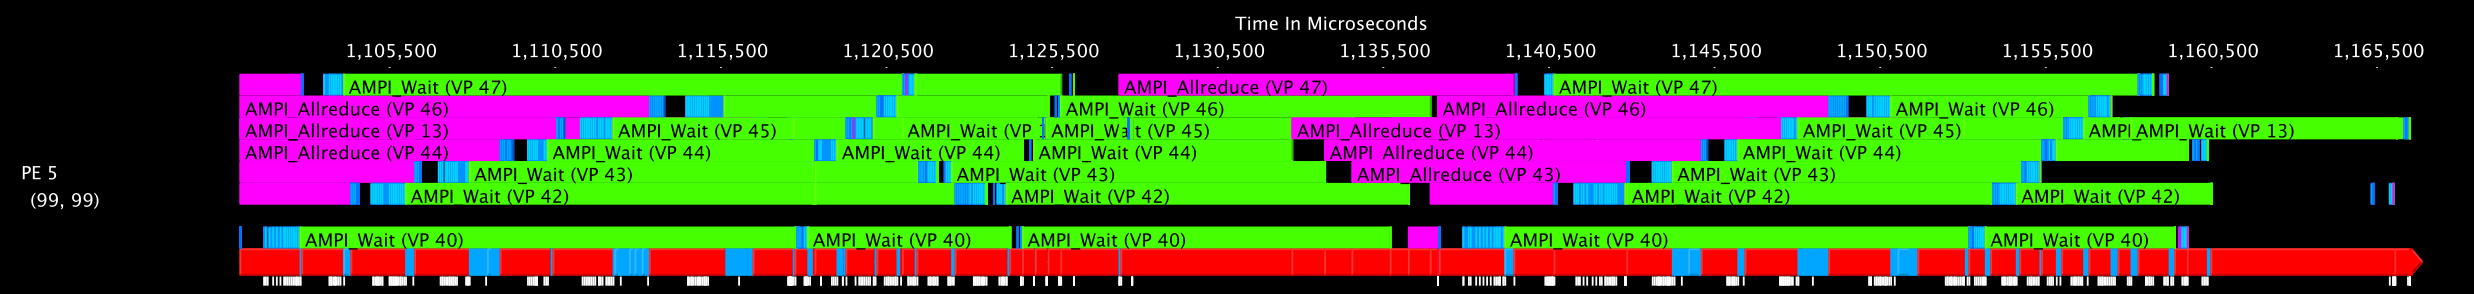 Time In Microseconds
1,105,500 1,110,500 1,115,500 1,120,500 1,125,500 1,130,500 1,135,500 1,140,500 1,145,500 1,150,500 1,155,500 1,160,500 1,165,500
AMPI_Wait (VP 47) AMPI_Allreduce (VP 47) AMPI_Wait (VP 47)
AMPI_Allreduce (VP 46) AMPI_Wait (VP 46) AMPI_Allreduce (VP 46) AMPI_Wait (VP 46)
AMPI_Allreduce (VP 13) AMPI_Wait (VP 45) AMPI_Wait (VP AMPI_Wait (VP 45) AMPI_Allreduce (VP 13) AMPI_Wait (VP 45) AMPI AMPI_Wait (VP 13)
AMPI_Allreduce (VP 44) AMPI_Wait (VP 44) AMPI_Wait (VP 44) AMPI_Wait (VP 44) AMPI_Allreduce (VP 44) AMPI_Wait (VP 44)
PE 5 AMPI_Wait (VP 43) AMPI_Wait (VP 43) AMPI_Allreduce (VP 43) AMPI_Wait (VP 43)
(99, 99) AMPI_Wait (VP 42) AMPI_Wait (VP 42) AMPI_Wait (VP 42) AMPI_Wait (VP 42)
AMPI_Wait (VP 40) AMPI_Wait (VP 40) AMPI_Wait (VP 40) AMPI_Wait (VP 40) AMPI_Wait (VP 40)